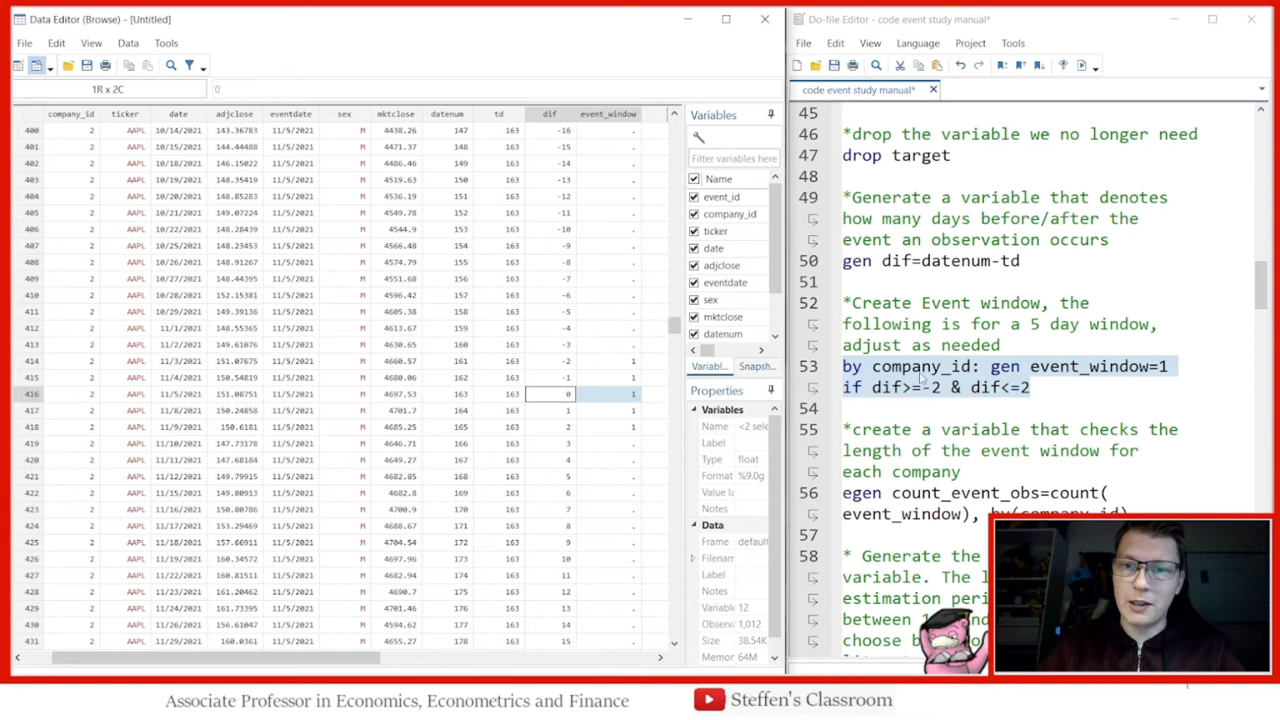 Data Editor (Browse) - [Untitled]
File Edit View Data Tools
1R x 2C 0
company_id ticker date adjclose eventdate sex mktclose datenum td dif event_window
400 2 AAPL 10/14/2021 143.36783 11/5/2021 M 4438.26 147 163 -16 .
401 2 AAPL 10/15/2021 144.44488 11/5/2021 M 4471.37 148 163 -15 .
402 2 AAPL 10/18/2021 146.15022 11/5/2021 M 4486.46 149 163 -14 .
403 2 AAPL 10/19/2021 148.35419 11/5/2021 M 4519.63 150 163 -13 .
404 2 AAPL 10/20/2021 148.85283 11/5/2021 M 4536.19 151 163 -12 .
405 2 AAPL 10/21/2021 149.07224 11/5/2021 M 4549.78 152 163 -11 .
406 2 AAPL 10/22/2021 148.28439 11/5/2021 M 4544.9 153 163 -10 .
407 2 AAPL 10/25/2021 148.23453 11/5/2021 M 4566.48 154 163 -9 .
408 2 AAPL 10/26/2021 148.91267 11/5/2021 M 4574.79 155 163 -8 .
409 2 AAPL 10/27/2021 148.44395 11/5/2021 M 4551.68 156 163 -7 .
410 2 AAPL 10/28/2021 152.15381 11/5/2021 M 4596.42 157 163 -6 .
411 2 AAPL 10/29/2021 149.39136 11/5/2021 M 4605.38 158 163 -5 .
412 2 AAPL 11/1/2021 148.55365 11/5/2021 M 4613.67 159 163 -4 .
413 2 AAPL 11/2/2021 149.61076 11/5/2021 M 4630.65 160 163 -3 .
414 2 AAPL 11/3/2021 151.07675 11/5/2021 M 4660.57 161 163 -2 1
415 2 AAPL 11/4/2021 150.54819 11/5/2021 M 4680.06 162 163 -1 1
416 2 AAPL 11/5/2021 151.08751 11/5/2021 M 4697.53 163 163 0 1
417 2 AAPL 11/8/2021 150.24858 11/5/2021 M 4701.7 164 163 1 1
418 2 AAPL 11/9/2021 150.6181 11/5/2021 M 4685.25 165 163 2 1
419 2 AAPL 11/10/2021 147.73178 11/5/2021 M 4646.71 166 163 3 .
420 2 AAPL 11/11/2021 147.68184 11/5/2021 M 4649.27 167 163 4 .
421 2 AAPL 11/12/2021 149.79915 11/5/2021 M 4682.85 168 163 5 .
422 2 AAPL 11/15/2021 149.80913 11/5/2021 M 4682.8 169 163 6 .
423 2 AAPL 11/16/2021 150.80786 11/5/2021 M 4700.9 170 163 7 .
424 2 AAPL 11/17/2021 153.29469 11/5/2021 M 4688.67 171 163 8 .
425 2 AAPL 11/18/2021 157.66911 11/5/2021 M 4704.54 172 163 9 .
426 2 AAPL 11/19/2021 160.34572 11/5/2021 M 4697.96 173 163 10 .
427 2 AAPL 11/22/2021 160.81511 11/5/2021 M 4682.94 174 163 11 .
428 2 AAPL 11/23/2021 161.20462 11/5/2021 M 4690.7 175 163 12 .
429 2 AAPL 11/24/2021 161.73395 11/5/2021 M 4701.46 176 163 13 .
430 2 AAPL 11/26/2021 156.61047 11/5/2021 M 4594.62 177 163 14 .
431 2 AAPL 11/29/2021 160.0361 11/5/2021 M 4655.27 178 163 15 .
Variables
Filter variables here
Name
event_id
company_id
ticker
date
adjclose
eventdate
sex
mktclose
datenum
Variabl... Snapsh...
Properties
Variables
Name <2 sele
Label
Type float
Format %9.0g
Value la
Notes
Data
Frame default
Filenam
Label
Notes
Variable 12
Observa 1,012
Size 38.54K
Memor 64M
Do-file Editor - code event study manual*
File Edit View Language Project Tools
code event study manual*
45
46 *drop the variable we no longer need
47 drop target
48
49 *Generate a variable that denotes
how many days before/after the
event an observation occurs
50 gen dif=datenum-td
51
52 *Create Event window, the
following is for a 5 day window,
adjust as needed
53 by company_id: gen event_window=1
if dif>=-2 & dif<=2
54
55 *create a variable that checks the
length of the event window for
each company
56 egen count_event_obs=count(
event_window), by(company_id)
57
58 * Generate the
variable. The l
estimation peri
between 1
choose b
Associate Professor in Economics, Econometrics and Finance
Steffen's Classroom